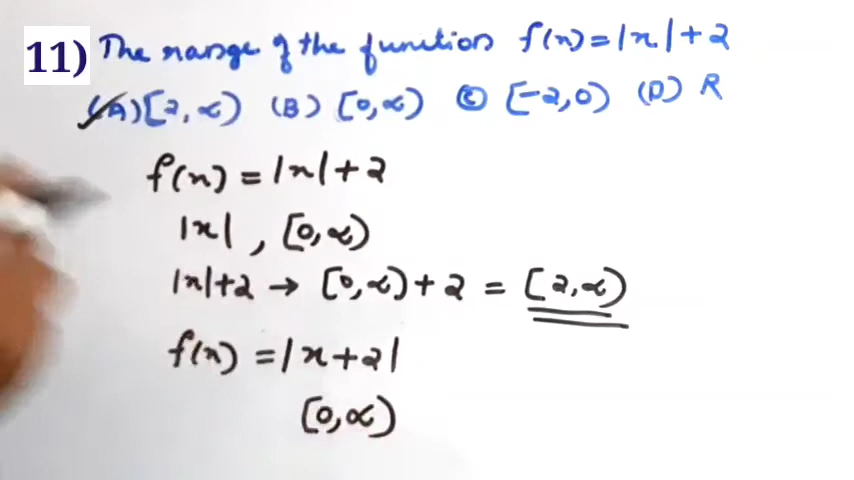 11) The range of the function f(x) = |x| + 2
(A) [2, ∞) (B) [0, ∞) (C) [-2, 0) (D) R
f(x) = |x| + 2
|x| , [0, ∞)
|x| + 2 → [0, ∞) + 2 = [2, ∞)
f(x) = |x + 2|
[0, ∞)